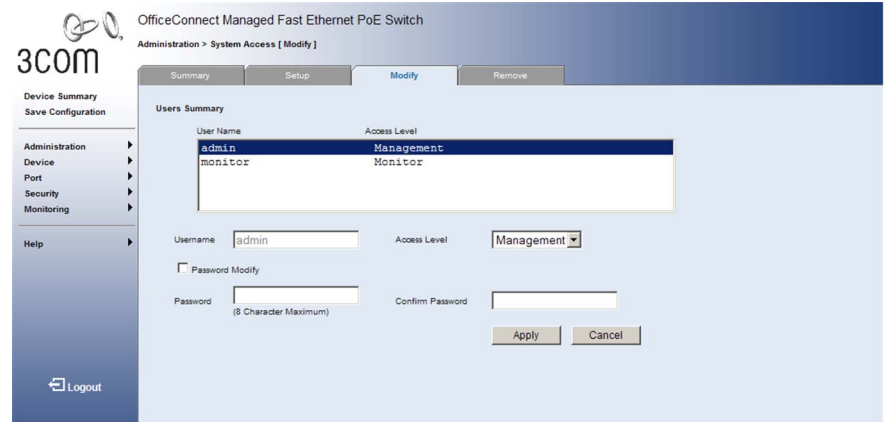 OfficeConnect Managed Fast Ethernet PoE Switch
Administration > System Access [ Modify ]
3COM
Summary Setup Modify Remove
Device Summary
Save Configuration
Administration
Device
Port
Security
Monitoring
Help
Logout
Users Summary
User Name Access Level
admin Management
monitor Monitor
Username admin Access Level Management
Password Modify
Password Confirm Password
(8 Character Maximum)
Apply Cancel